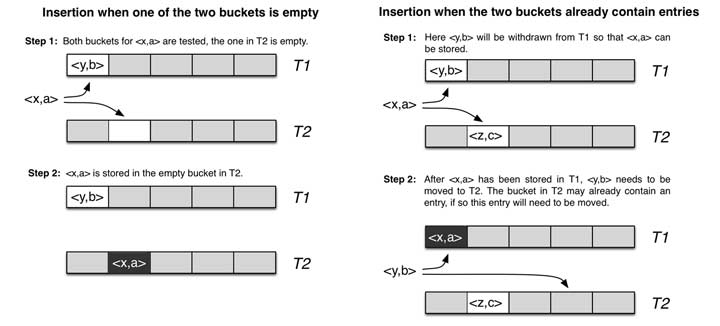 Insertion when one of the two buckets is empty
Step 1: Both buckets for <x,a> are tested, the one in T2 is empty.
<y,b>
T1
<x,a>
T2
Step 2: <x,a> is stored in the empty bucket in T2.
<y,b>
T1
<x,a>
T2
Insertion when the two buckets already contain entries
Step 1: Here <y,b> will be withdrawn from T1 so that <x,a> can
be stored.
<y,b>
T1
<x,a>
<z,c>
T2
Step 2: After <x,a> has been stored in T1, <y,b> needs to be
moved to T2. The bucket in T2 may already contain an
entry, if so this entry will need to be moved.
<x,a>
T1
<y,b>
<z,c>
T2